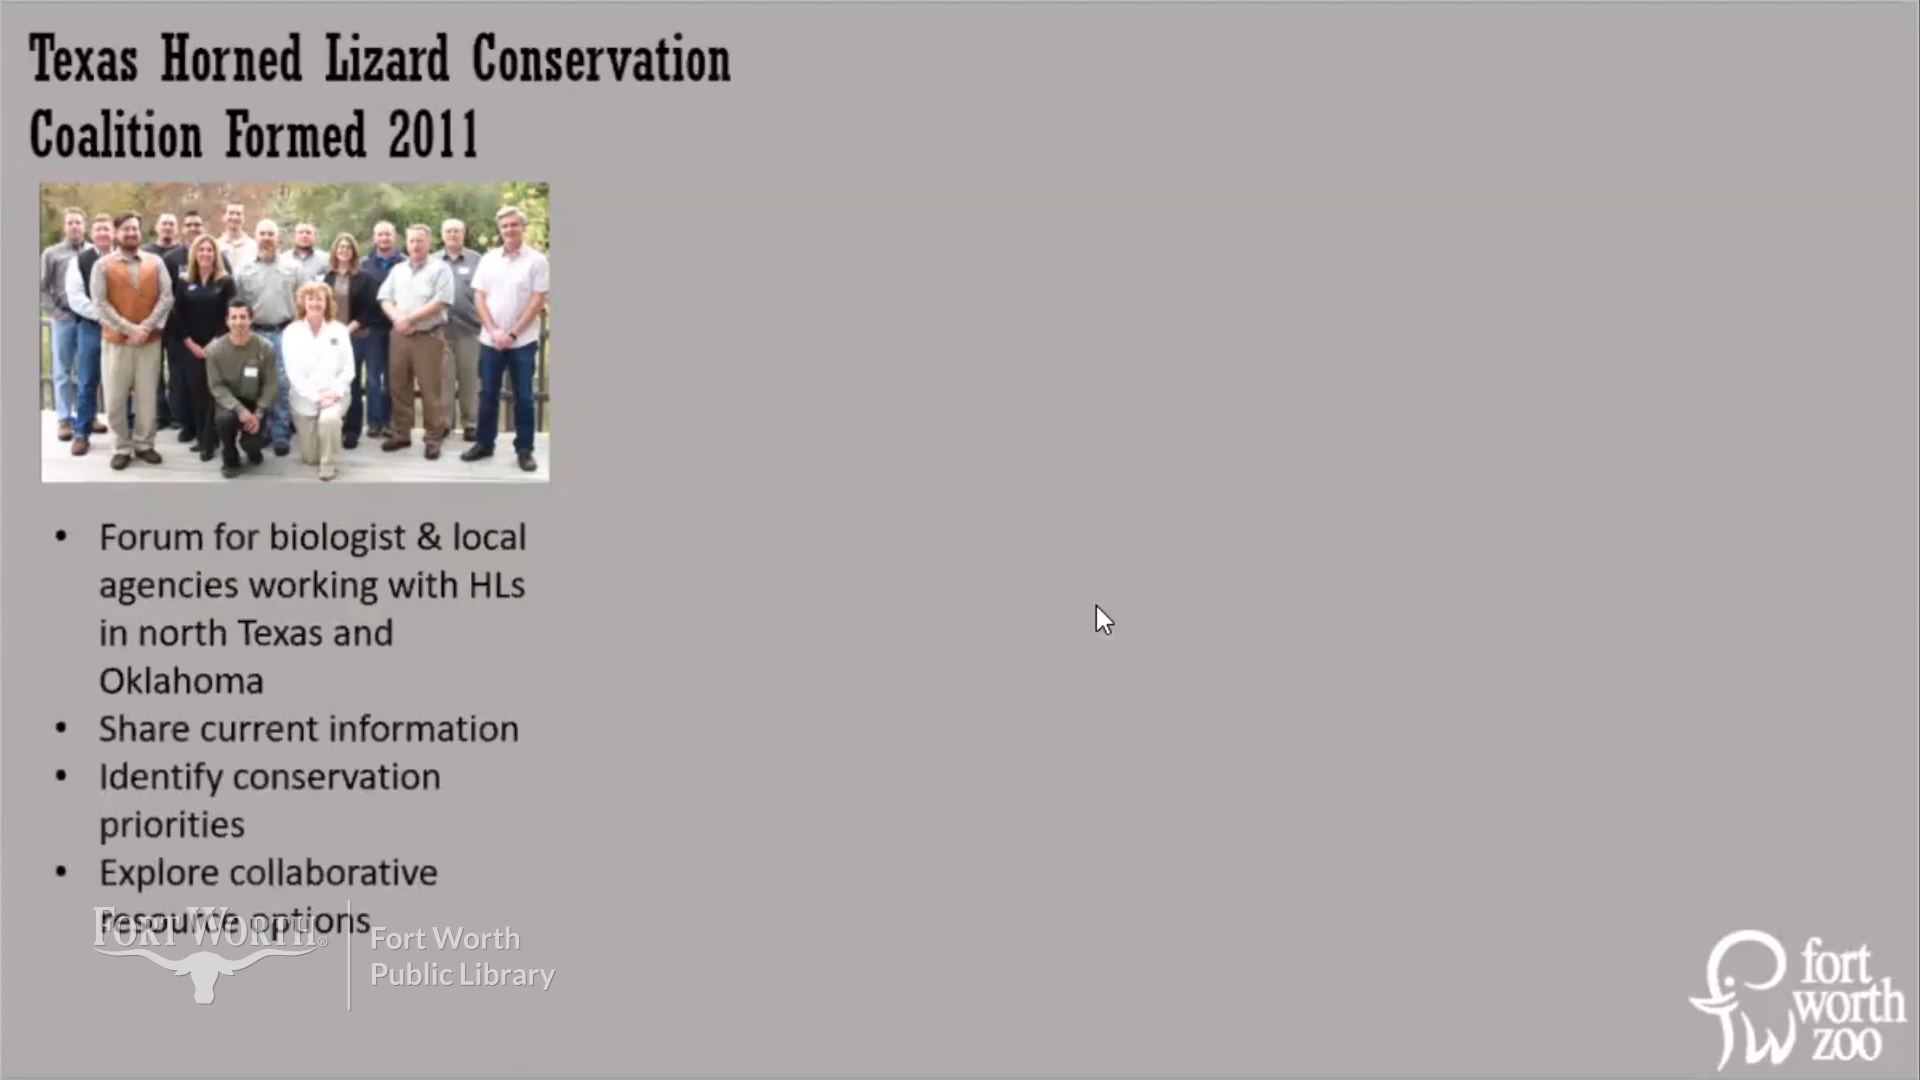 Texas Horned Lizard Conservation
Coalition Formed 2011
• Forum for biologist & local
agencies working with HLs
in north Texas and
Oklahoma
• Share current information
• Identify conservation
priorities
• Explore collaborative
resource options
FORT WORTH®
Fort Worth
Public Library
fort
worth
zoo